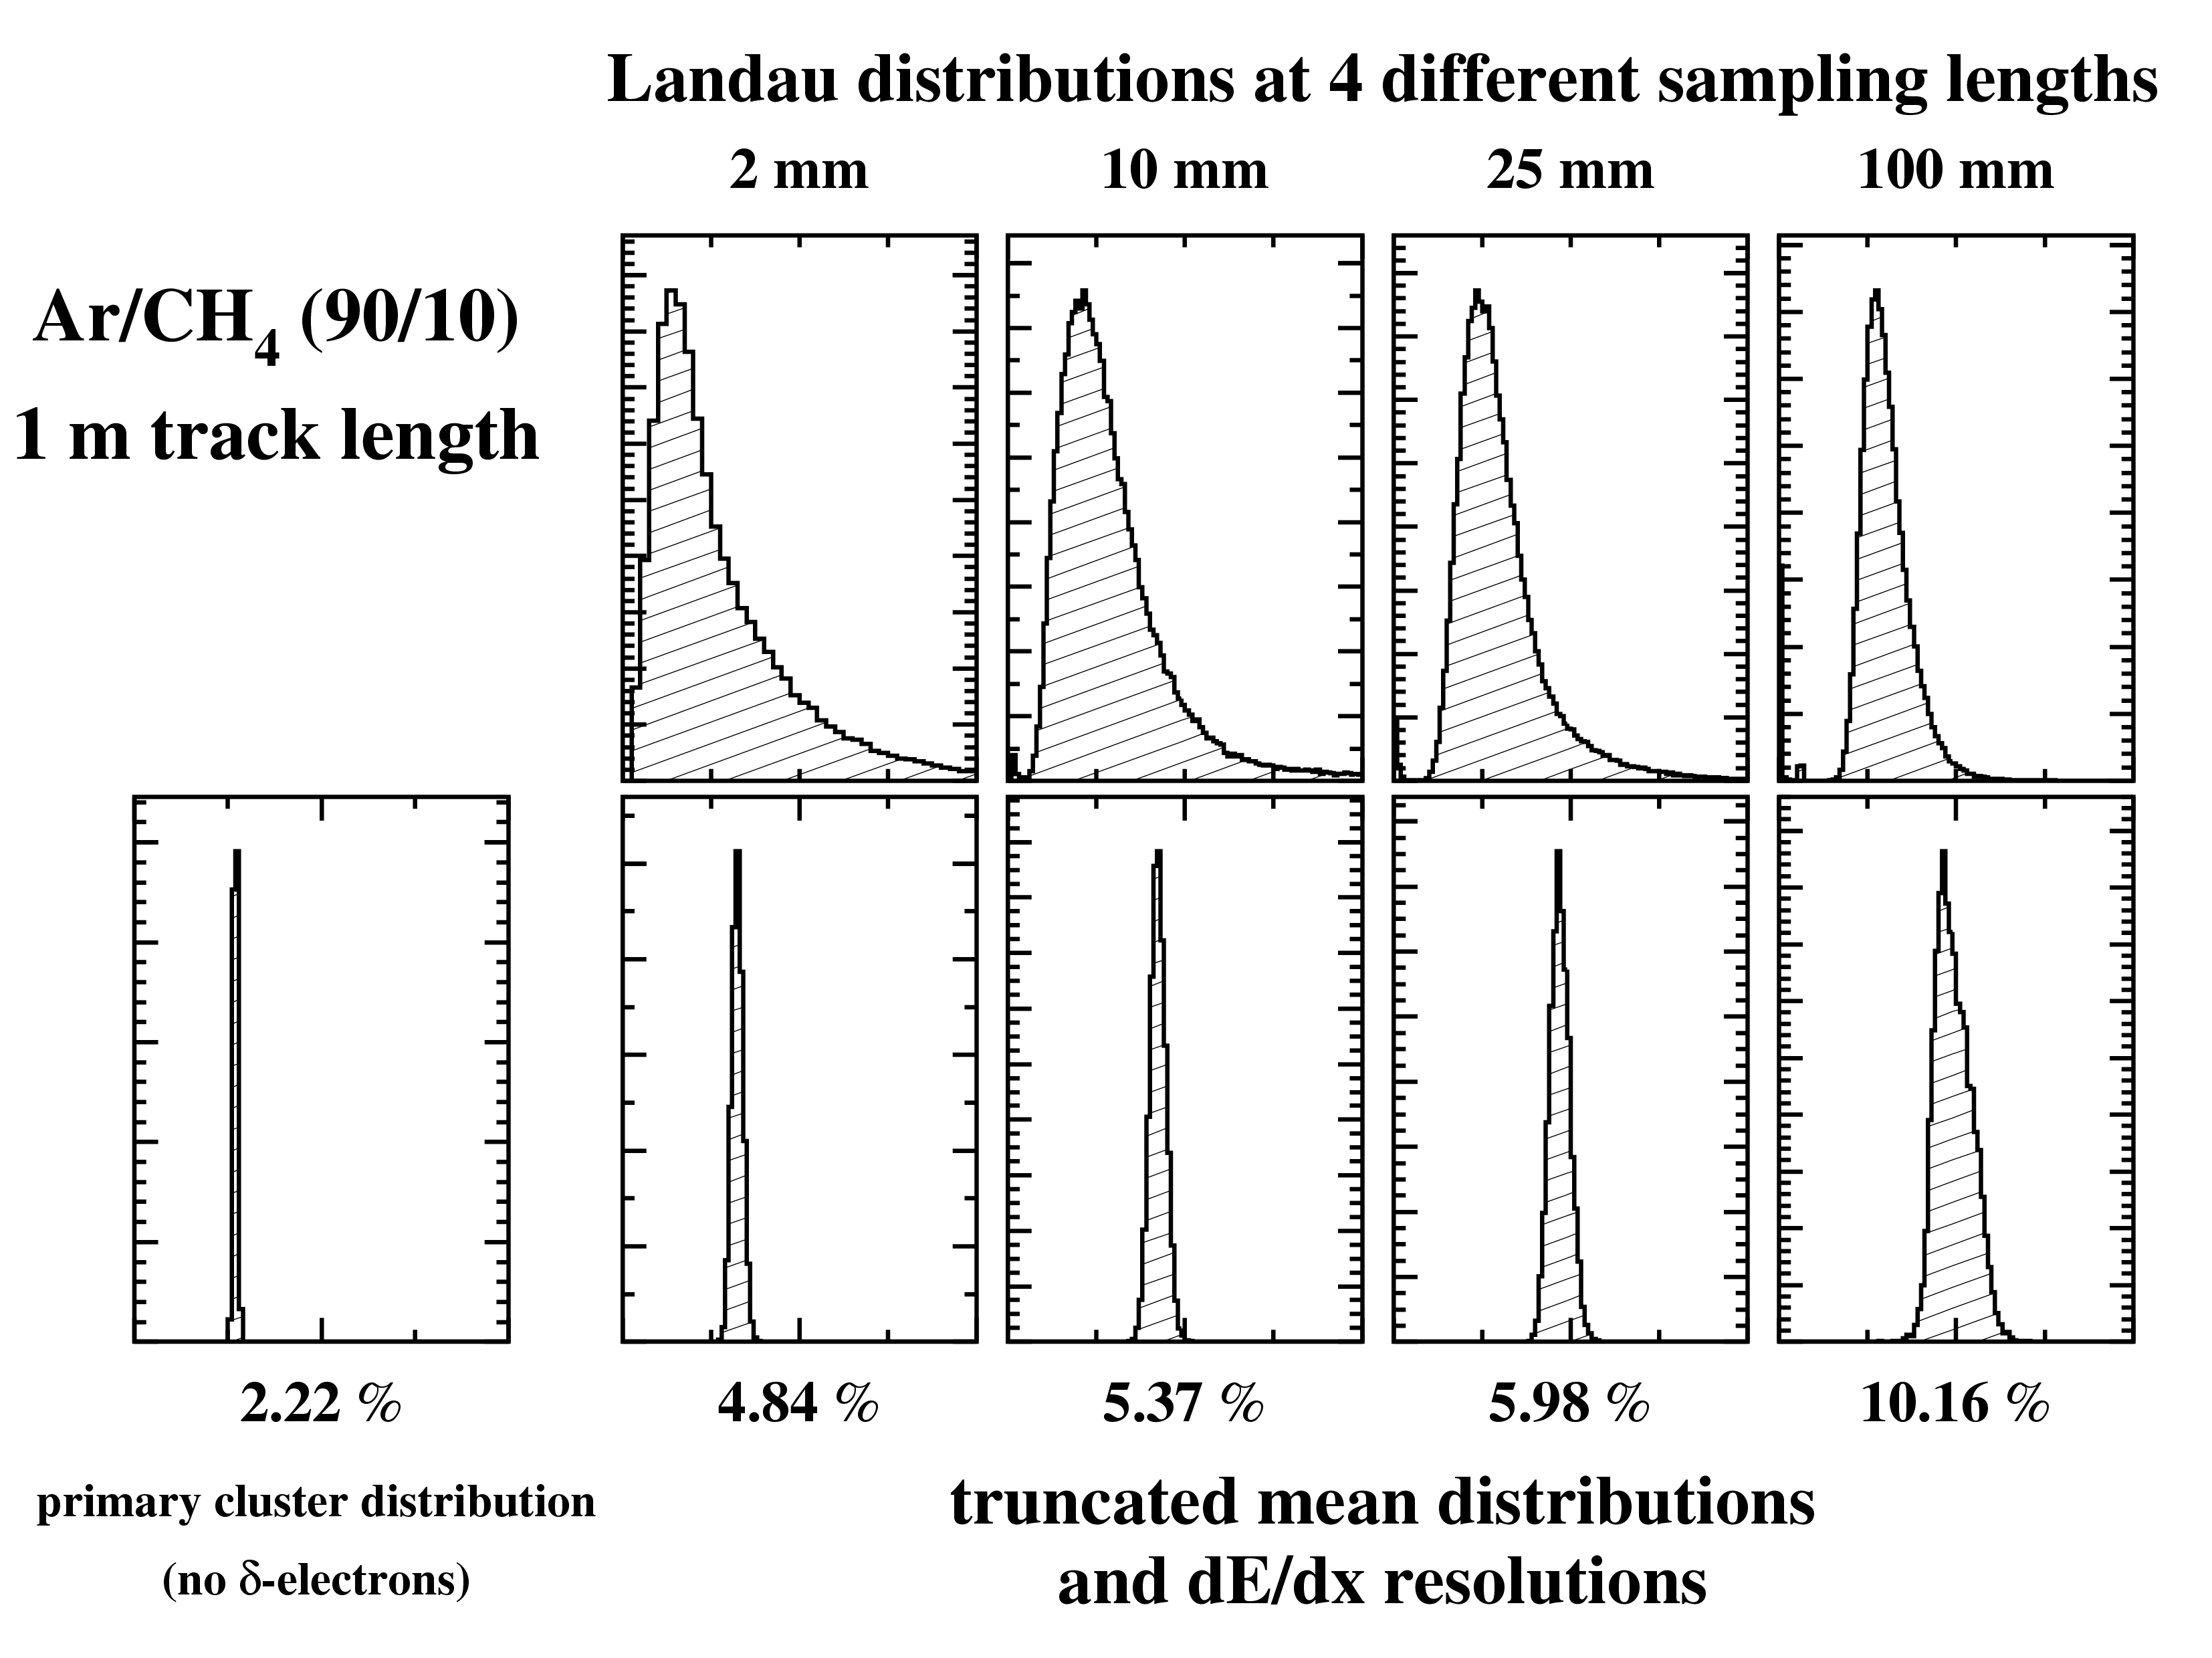 Landau distributions at 4 different sampling lengths
2 mm 10 mm 25 mm 100 mm
Ar/CH4 (90/10)
1 m track length
2.22 % 4.84 % 5.37 % 5.98 % 10.16 %
primary cluster distribution
(no δ-electrons)
truncated mean distributions
and dE/dx resolutions